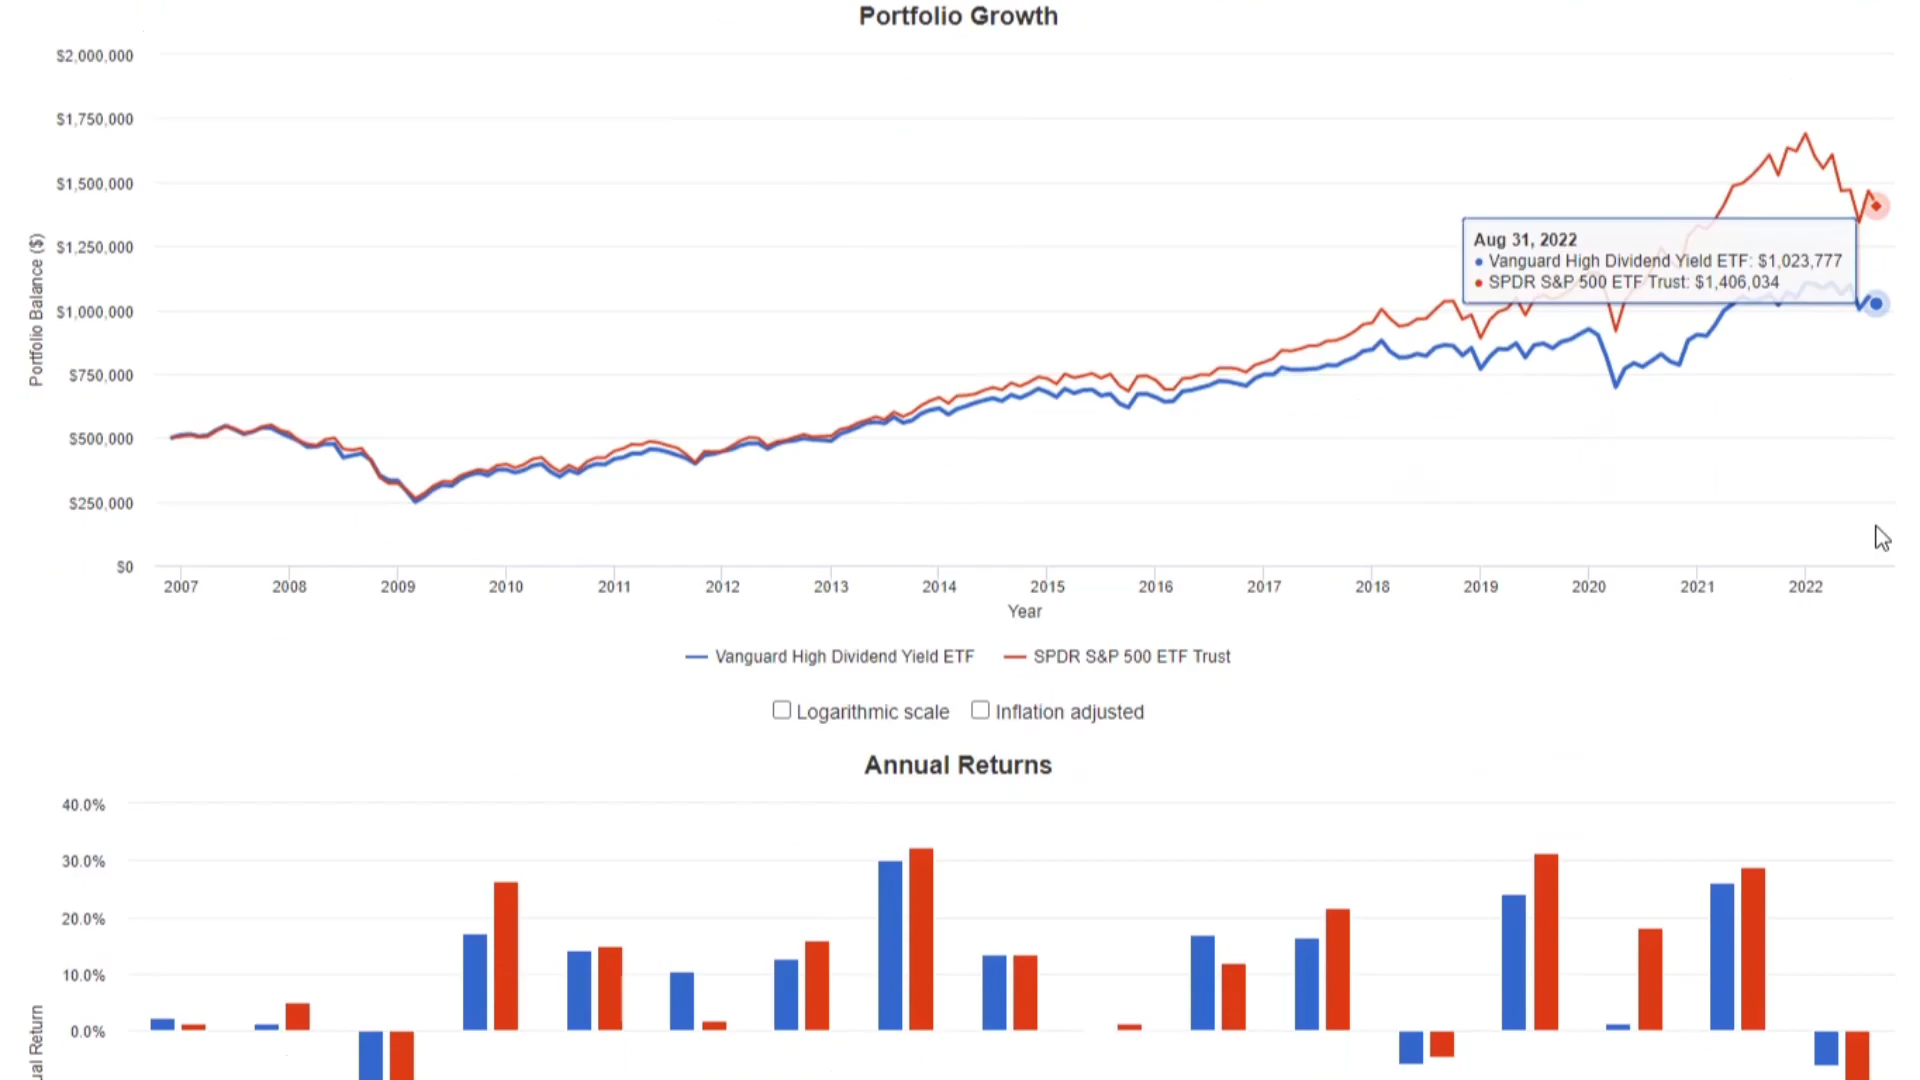 Portfolio Growth
$2,000,000
$1,750,000
$1,500,000
$1,250,000
$1,000,000
$750,000
$500,000
$250,000
$0
Portfolio Balance ($)
Aug 31, 2022
Vanguard High Dividend Yield ETF: $1,023,777
SPDR S&P 500 ETF Trust: $1,406,034
2007 2008 2009 2010 2011 2012 2013 2014 2015 2016 2017 2018 2019 2020 2021 2022
Year
Vanguard High Dividend Yield ETF SPDR S&P 500 ETF Trust
Logarithmic scale Inflation adjusted
Annual Returns
40.0%
30.0%
20.0%
10.0%
0.0%
ual Return